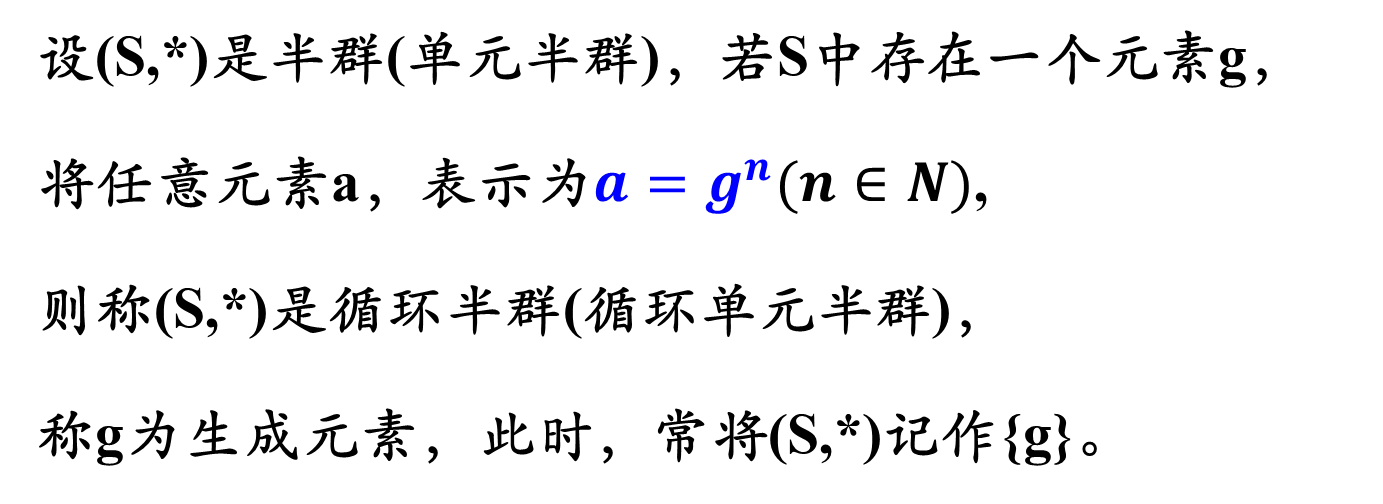 设(S,*)是半群(单元半群)，若S中存在一个元素g，
将任意元素a，表示为a = gⁿ(n ∈ N),
则称(S,*)是循环半群(循环单元半群)，
称g为生成元素，此时，常将(S,*)记作{g}。